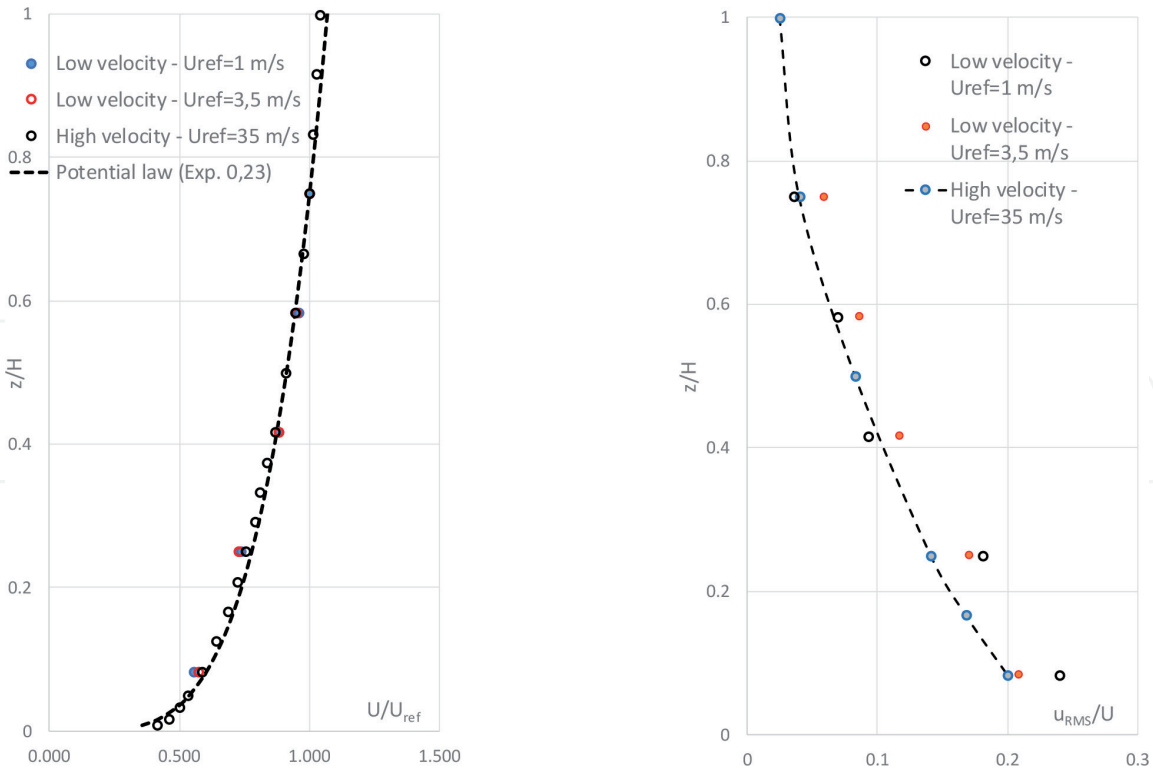 1
Low velocity - Uref=1 m/s
Low velocity - Uref=3,5 m/s
High velocity - Uref=35 m/s
0.8
Potential law (Exp. 0,23)
0.6
z/H
0.4
0.2
U/Uref
0
0.000
0.500
1.000
1.500
1
Low velocity -
Uref=1 m/s
Low velocity -
Uref=3,5 m/s
0.8
High velocity -
Uref=35 m/s
0.6
z/H
0.4
0.2
uRMS/U
0
0
0.1
0.2
0.3